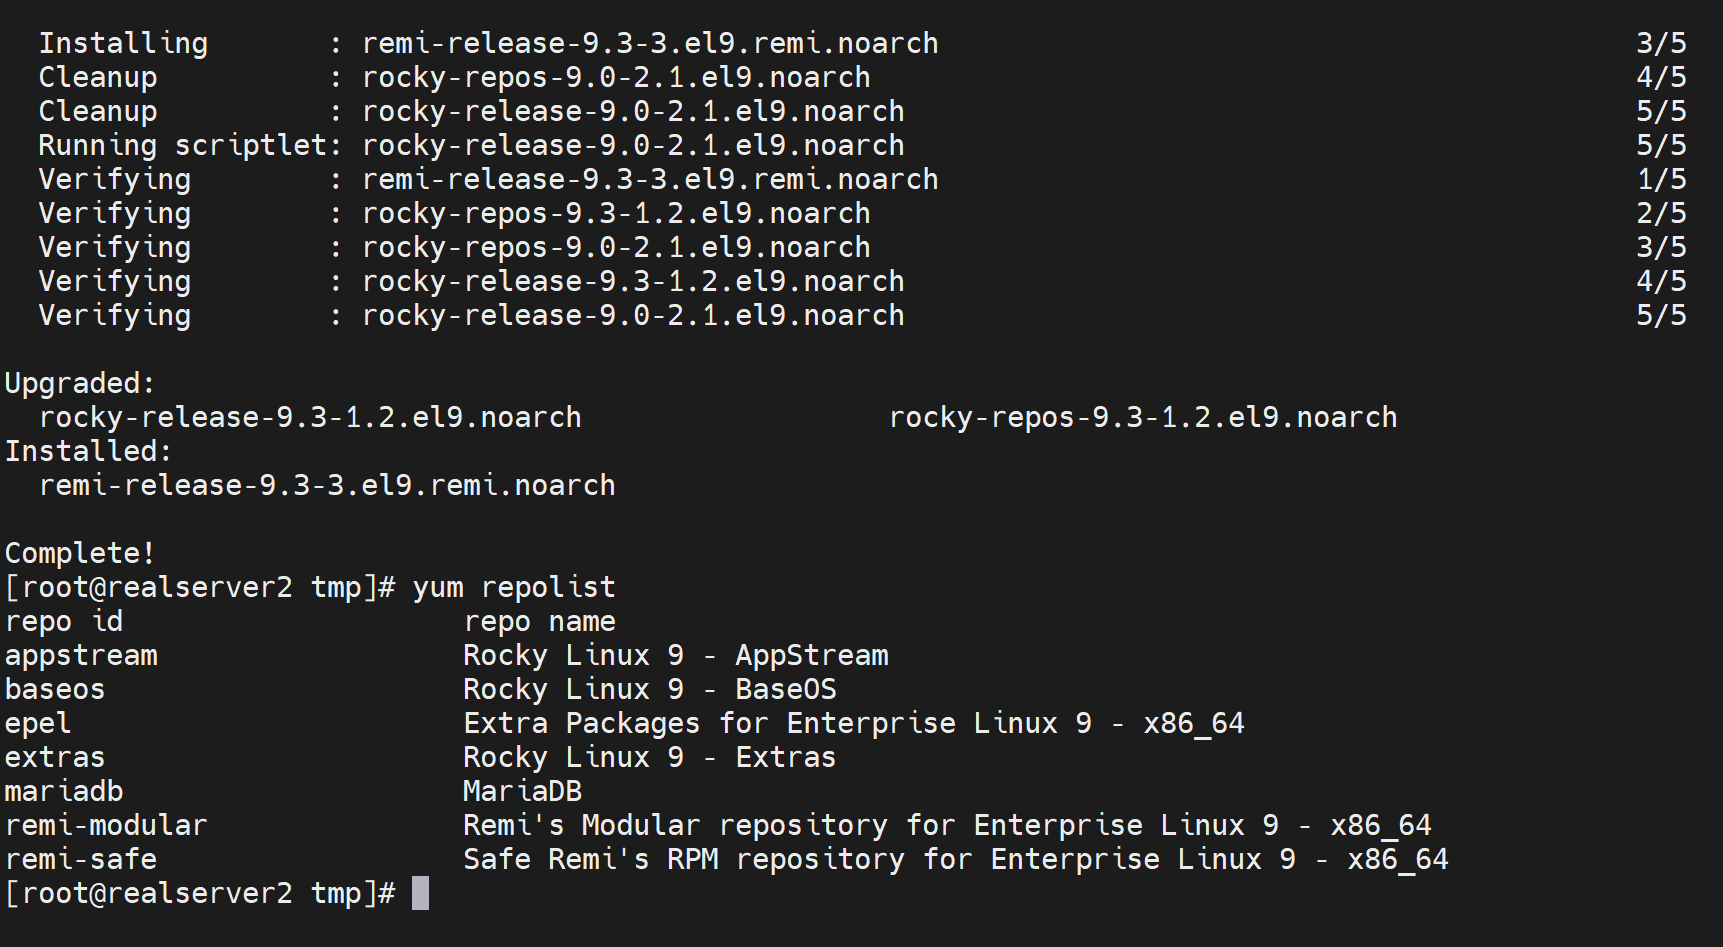 Installing       : remi-release-9.3-3.el9.remi.noarch                                         3/5
Cleanup          : rocky-repos-9.0-2.1.el9.noarch                                             4/5
Cleanup          : rocky-release-9.0-2.1.el9.noarch                                           5/5
Running scriptlet: rocky-release-9.0-2.1.el9.noarch                                           5/5
Verifying        : remi-release-9.3-3.el9.remi.noarch                                         1/5
Verifying        : rocky-repos-9.3-1.2.el9.noarch                                             2/5
Verifying        : rocky-repos-9.0-2.1.el9.noarch                                             3/5
Verifying        : rocky-release-9.3-1.2.el9.noarch                                           4/5
Verifying        : rocky-release-9.0-2.1.el9.noarch                                           5/5
Upgraded:
rocky-release-9.3-1.2.el9.noarch                  rocky-repos-9.3-1.2.el9.noarch
Installed:
remi-release-9.3-3.el9.remi.noarch
Complete!
[root@realserver2 tmp]# yum repolist
repo id                    repo name
appstream                  Rocky Linux 9 - AppStream
baseos                     Rocky Linux 9 - BaseOS
epel                       Extra Packages for Enterprise Linux 9 - x86_64
extras                     Rocky Linux 9 - Extras
mariadb                    MariaDB
remi-modular               Remi's Modular repository for Enterprise Linux 9 - x86_64
remi-safe                  Safe Remi's RPM repository for Enterprise Linux 9 - x86_64
[root@realserver2 tmp]#